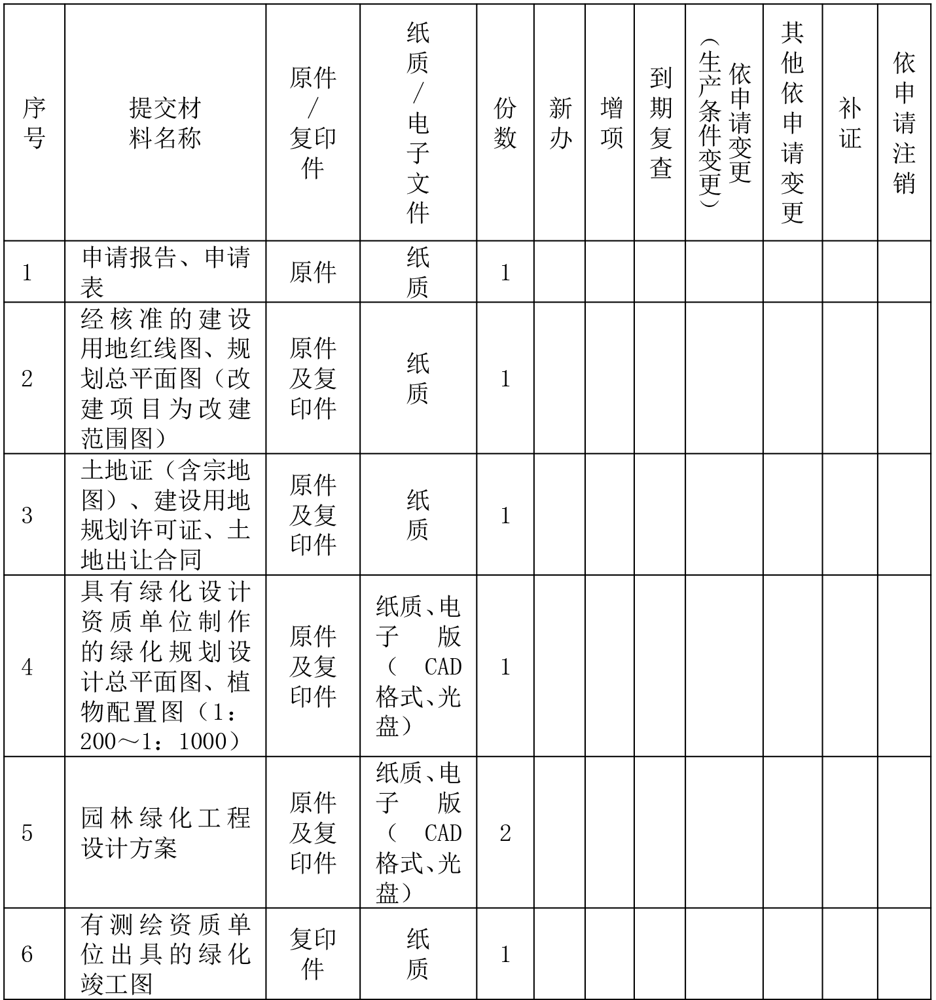 序
号
提交材
料名称
原件
/
复印
件
纸
质
/
电
子
文
件
份
数
新
办
增
项
到
期
复
查
依申请变更
（生产条件变更）
其
他
依
申
请
变
更
补
证
依
申
请
注
销
1
申请报告、申请
表
原件
纸
质
1
2
经核准的建设
用地红线图、规
划总平面图（改
建项目为改建
范围图）
原件
及复
印件
纸
质
1
3
土地证（含宗地
图）、建设用地
规划许可证、土
地出让合同
原件
及复
印件
纸
质
1
4
具有绿化设计
资质单位制作
的绿化规划设
计总平面图、植
物配置图（1：
200～1：1000）
原件
及复
印件
纸质、电
子版
（CAD
格式、光
盘）
1
5
园林绿化工程
设计方案
原件
及复
印件
纸质、电
子版
（CAD
格式、光
盘）
2
6
有测绘资质单
位出具的绿化
竣工图
复印
件
纸
质
1